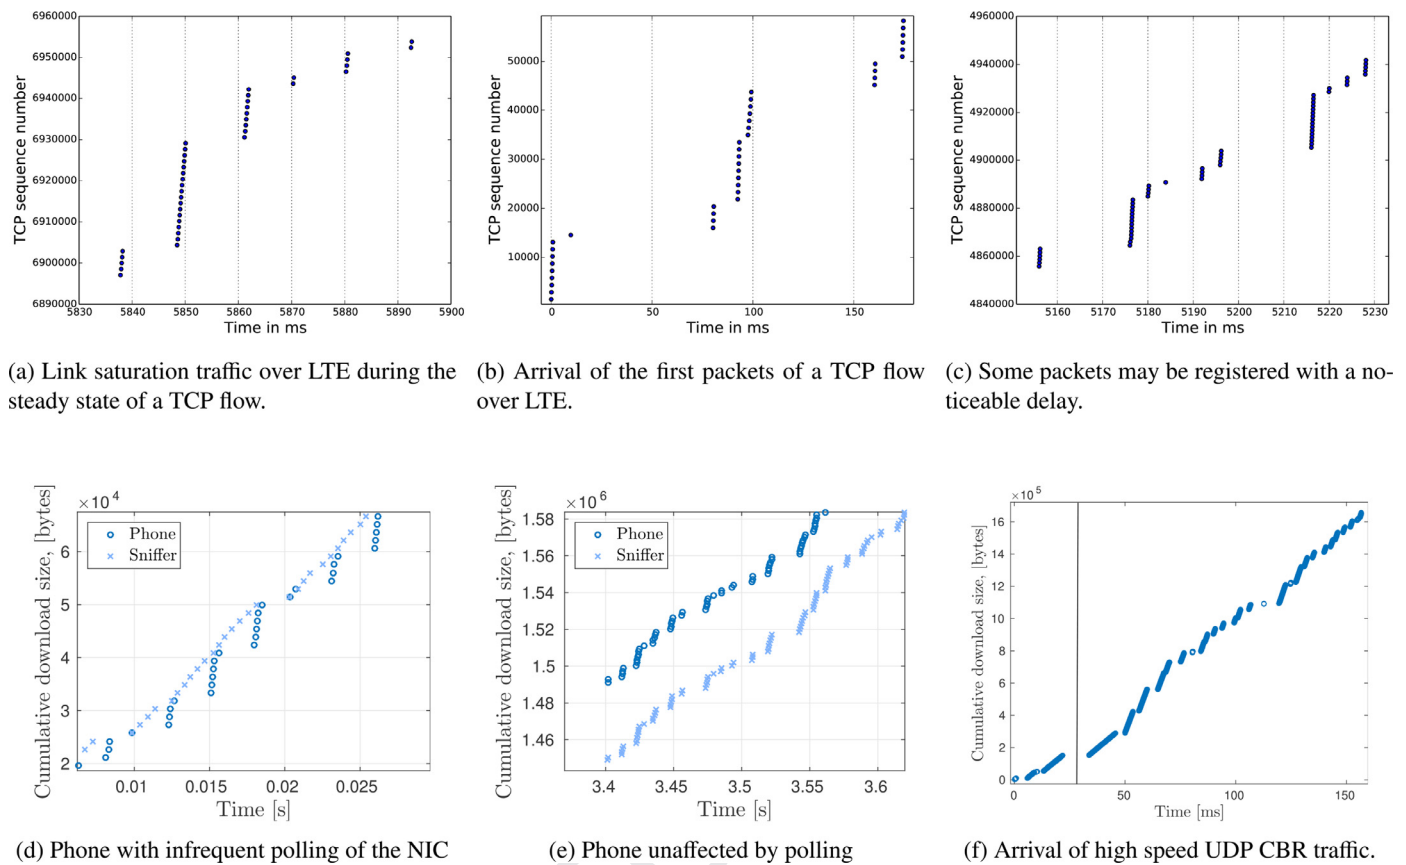 6960000
6950000
6940000
6930000
6920000
6910000
6900000
6890000
TCP sequence number
5830 5840 5850 5860 5870 5880 5890 5900
Time in ms
50000
40000
30000
20000
10000
TCP sequence number
0 50 100 150
Time in ms
4960000
4940000
4920000
4900000
4880000
4860000
4840000
TCP sequence number
5160 5170 5180 5190 5200 5210 5220 5230
Time in ms
(a) Link saturation traffic over LTE during the
steady state of a TCP flow.
(b) Arrival of the first packets of a TCP flow
over LTE.
(c) Some packets may be registered with a no-
ticeable delay.
×10⁴
Phone
Sniffer
6
5
4
3
2
Cumulative download size, [bytes]
0.01 0.015 0.02 0.025
Time [s]
×10⁶
Phone
Sniffer
1.58
1.56
1.54
1.52
1.5
1.48
1.46
Cumulative download size, [bytes]
3.4 3.45 3.5 3.55 3.6
Time [s]
×10⁵
16
14
12
10
8
6
4
2
0
Cumulative download size, [bytes]
0 50 100 150
Time [ms]
(d) Phone with infrequent polling of the NIC
(e) Phone unaffected by polling
(f) Arrival of high speed UDP CBR traffic.